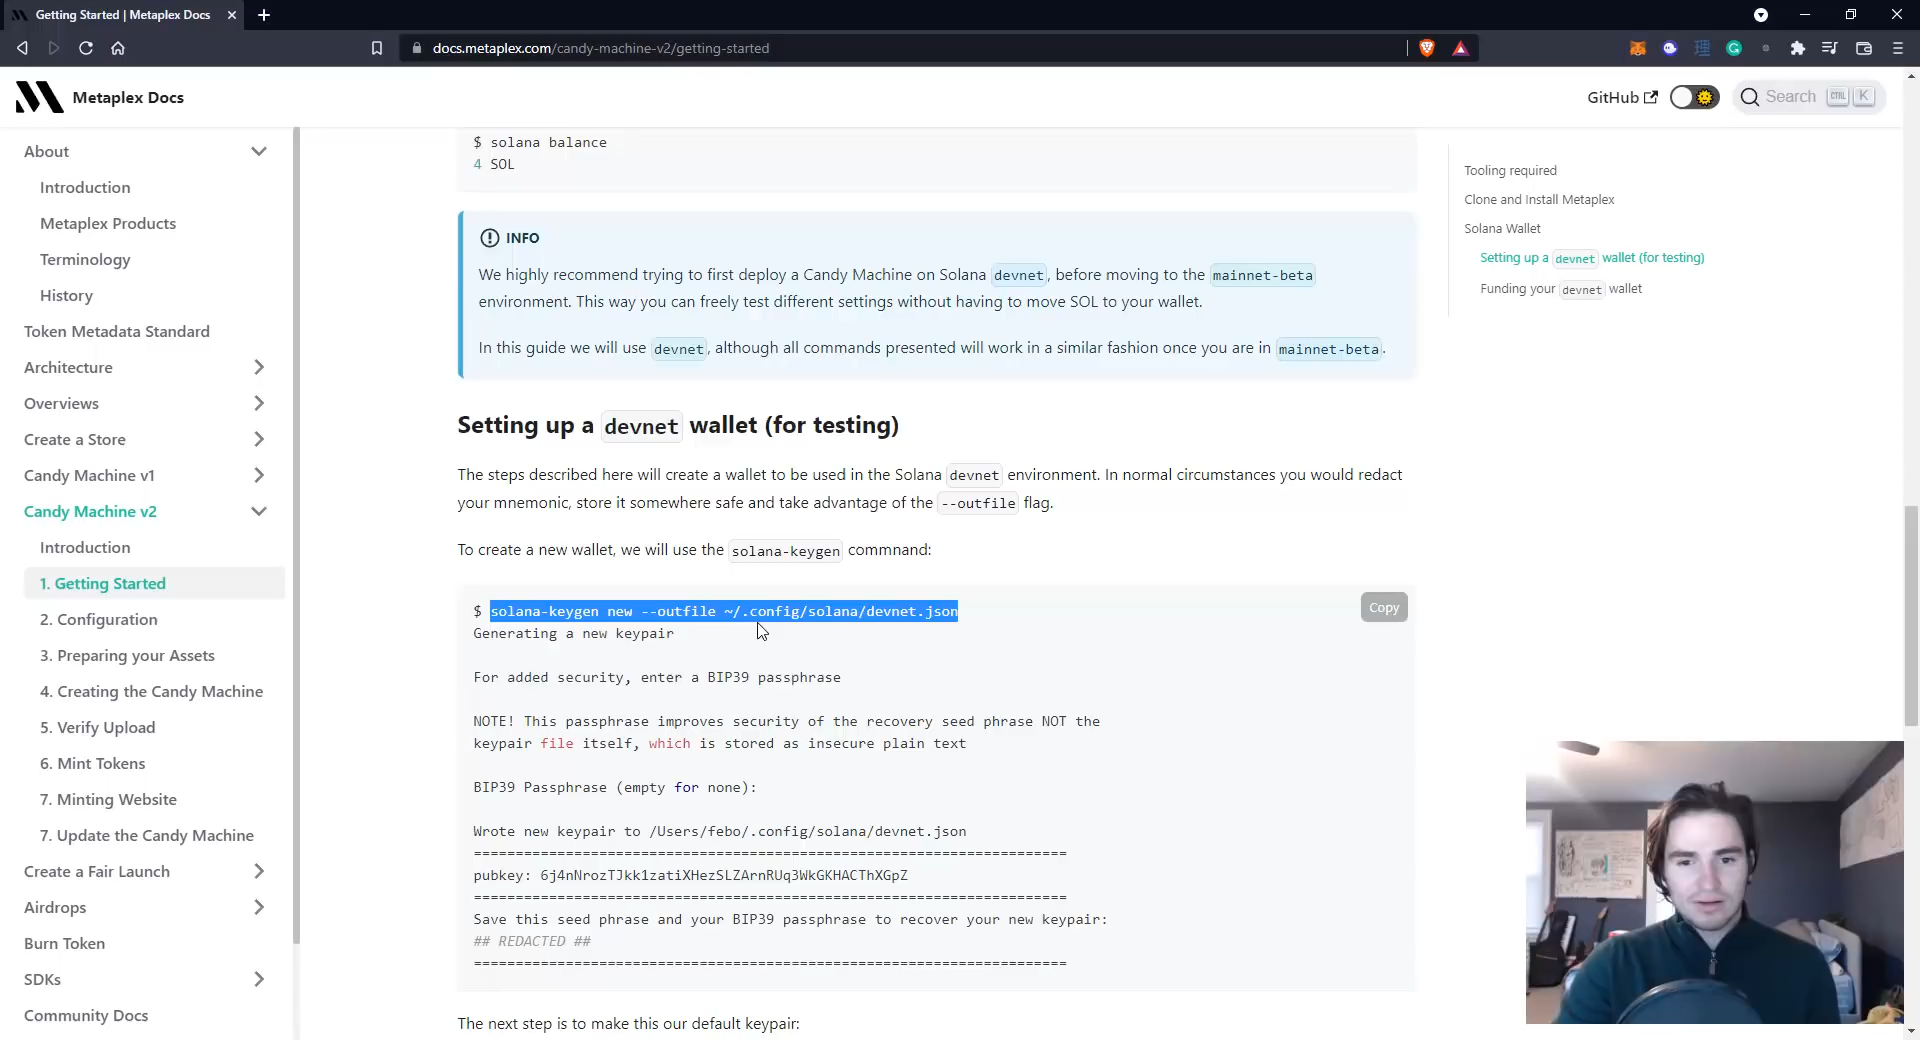 Getting Started | Metaplex Docs
docs.metaplex.com/candy-machine-v2/getting-started
Metaplex Docs
GitHub
Search
CTRL K
About
Introduction
Metaplex Products
Terminology
History
Token Metadata Standard
Architecture
Overviews
Create a Store
Candy Machine v1
Candy Machine v2
Introduction
1. Getting Started
2. Configuration
3. Preparing your Assets
4. Creating the Candy Machine
5. Verify Upload
6. Mint Tokens
7. Minting Website
7. Update the Candy Machine
Create a Fair Launch
Airdrops
Burn Token
SDKs
Community Docs
$ solana balance
4 SOL
INFO
We highly recommend trying to first deploy a Candy Machine on Solana devnet, before moving to the mainnet-beta
environment. This way you can freely test different settings without having to move SOL to your wallet.
In this guide we will use devnet, although all commands presented will work in a similar fashion once you are in mainnet-beta.
Setting up a devnet wallet (for testing)
The steps described here will create a wallet to be used in the Solana devnet environment. In normal circumstances you would redact
your mnemonic, store it somewhere safe and take advantage of the --outfile flag.
To create a new wallet, we will use the solana-keygen commnand:
$ solana-keygen new --outfile ~/.config/solana/devnet.json
Copy
Generating a new keypair
For added security, enter a BIP39 passphrase
NOTE! This passphrase improves security of the recovery seed phrase NOT the
keypair file itself, which is stored as insecure plain text
BIP39 Passphrase (empty for none):
Wrote new keypair to /Users/febo/.config/solana/devnet.json
=======================================================================
pubkey: 6j4nNrozTJkk1zatiXHezSLZArnRUq3WkGKHACThXGpZ
=======================================================================
Save this seed phrase and your BIP39 passphrase to recover your new keypair:
## REDACTED ##
=======================================================================
The next step is to make this our default keypair:
Tooling required
Clone and Install Metaplex
Solana Wallet
Setting up a devnet wallet (for testing)
Funding your devnet wallet